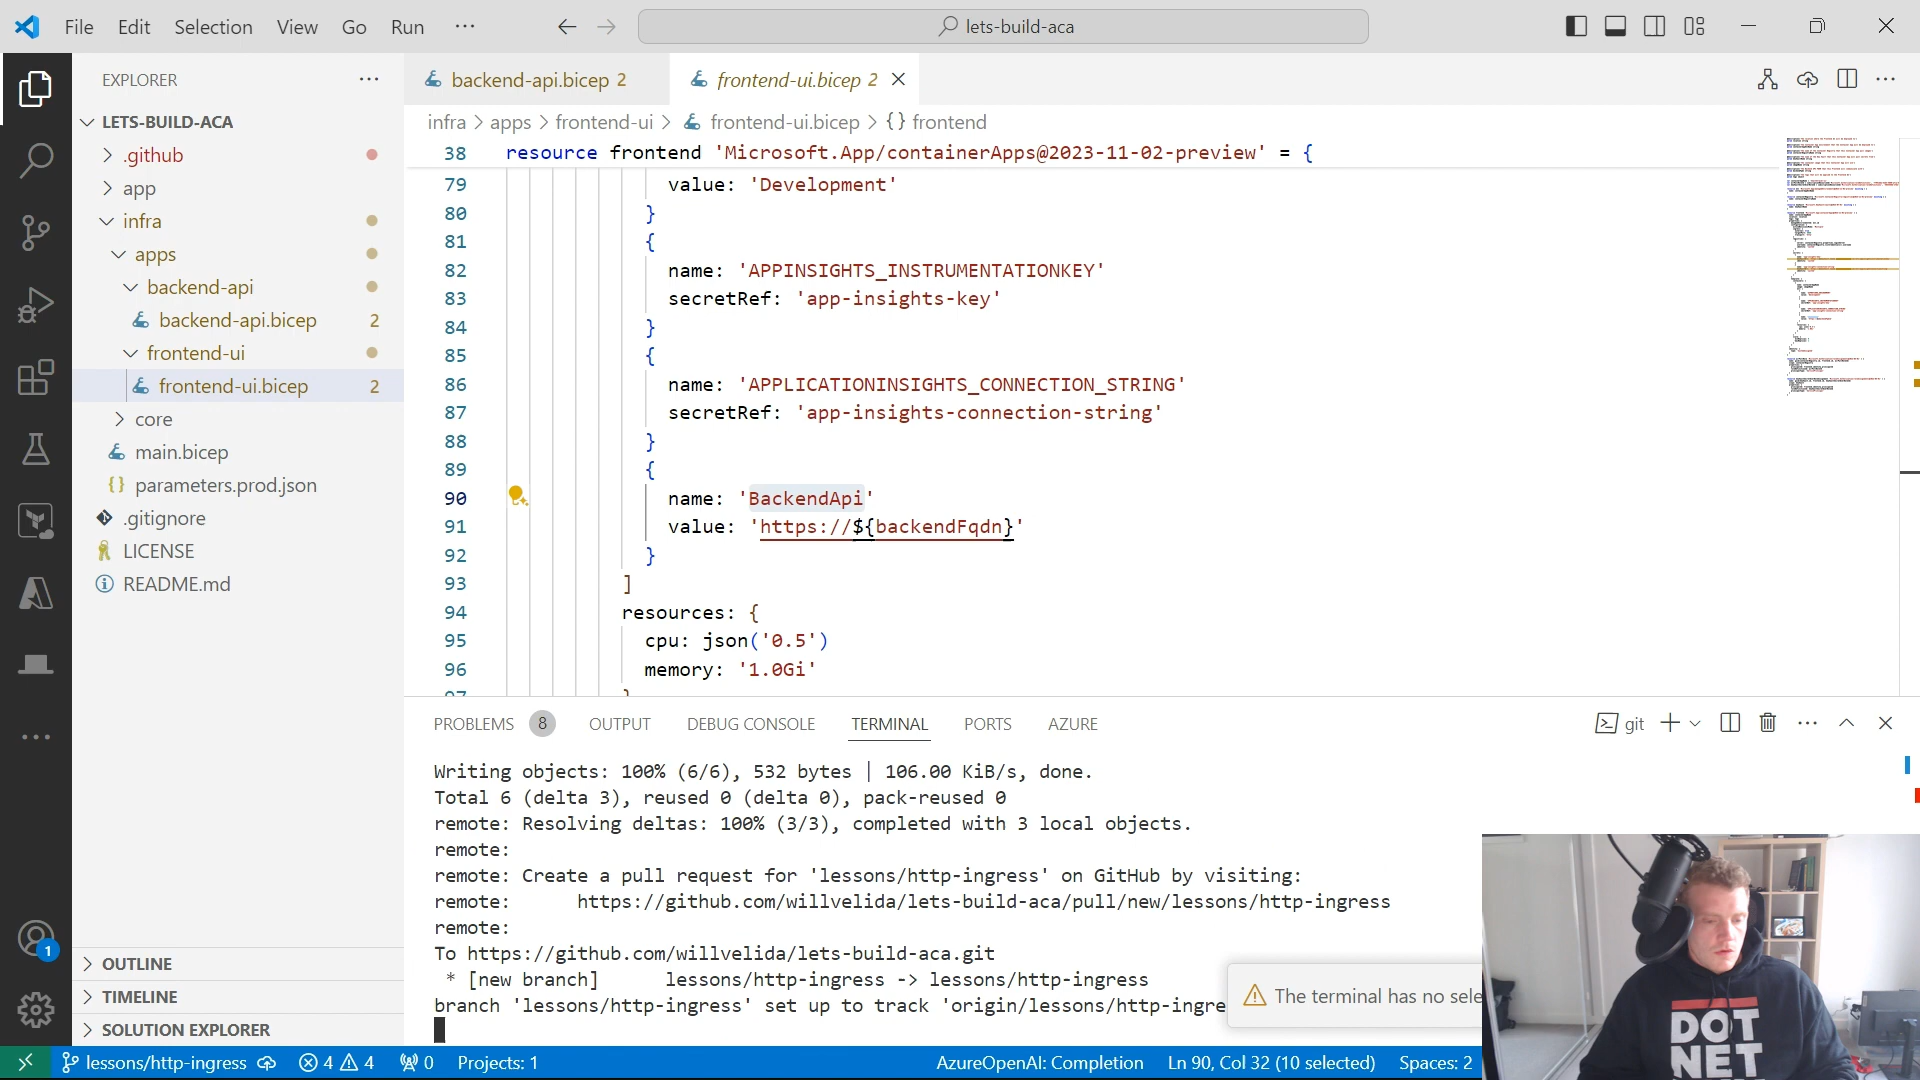 File Edit Selection View Go Run ···
lets-build-aca
EXPLORER
LETS-BUILD-ACA
.github
app
infra
apps
backend-api
backend-api.bicep 2
frontend-ui
frontend-ui.bicep 2
core
main.bicep
parameters.prod.json
.gitignore
LICENSE
README.md
OUTLINE
TIMELINE
SOLUTION EXPLORER
1
backend-api.bicep 2
frontend-ui.bicep 2
infra > apps > frontend-ui > frontend-ui.bicep > {} frontend
38 resource frontend 'Microsoft.App/containerApps@2023-11-02-preview' = {
79 value: 'Development'
80 }
81 {
82 name: 'APPINSIGHTS_INSTRUMENTATIONKEY'
83 secretRef: 'app-insights-key'
84 }
85 {
86 name: 'APPLICATIONINSIGHTS_CONNECTION_STRING'
87 secretRef: 'app-insights-connection-string'
88 }
89 {
90 name: 'BackendApi'
91 value: 'https://${backendFqdn}'
92 }
93 ]
94 resources: {
95 cpu: json('0.5')
96 memory: '1.0Gi'
97 }
PROBLEMS 8 OUTPUT DEBUG CONSOLE TERMINAL PORTS AZURE
git
Writing objects: 100% (6/6), 532 bytes | 106.00 KiB/s, done.
Total 6 (delta 3), reused 0 (delta 0), pack-reused 0
remote: Resolving deltas: 100% (3/3), completed with 3 local objects.
remote:
remote: Create a pull request for 'lessons/http-ingress' on GitHub by visiting:
remote: https://github.com/willvelida/lets-build-aca/pull/new/lessons/http-ingress
remote:
To https://github.com/willvelida/lets-build-aca.git
* [new branch] lessons/http-ingress -> lessons/http-ingress
branch 'lessons/http-ingress' set up to track 'origin/lessons/http-ingre
The terminal has no sele
DOT
NET
lessons/http-ingress 4 4 0 Projects: 1 AzureOpenAI: Completion Ln 90, Col 32 (10 selected) Spaces: 2